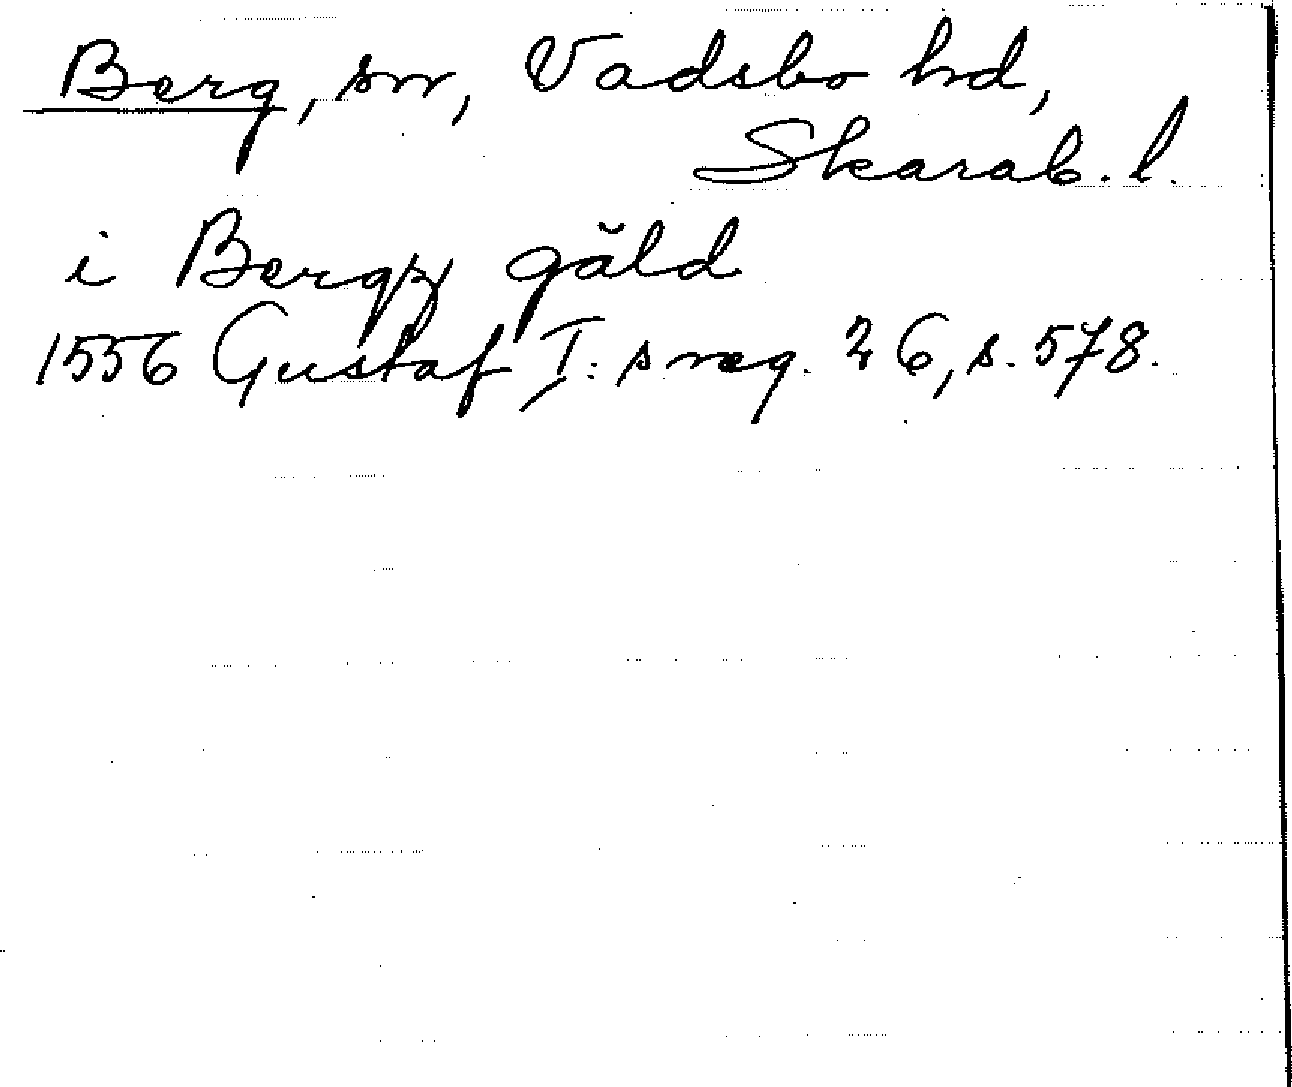 Berg, sn, Vadsbo hd,
Skarab. l.
i Bergx gäld
1556 Gustaf I:s reg. 26, s. 578.